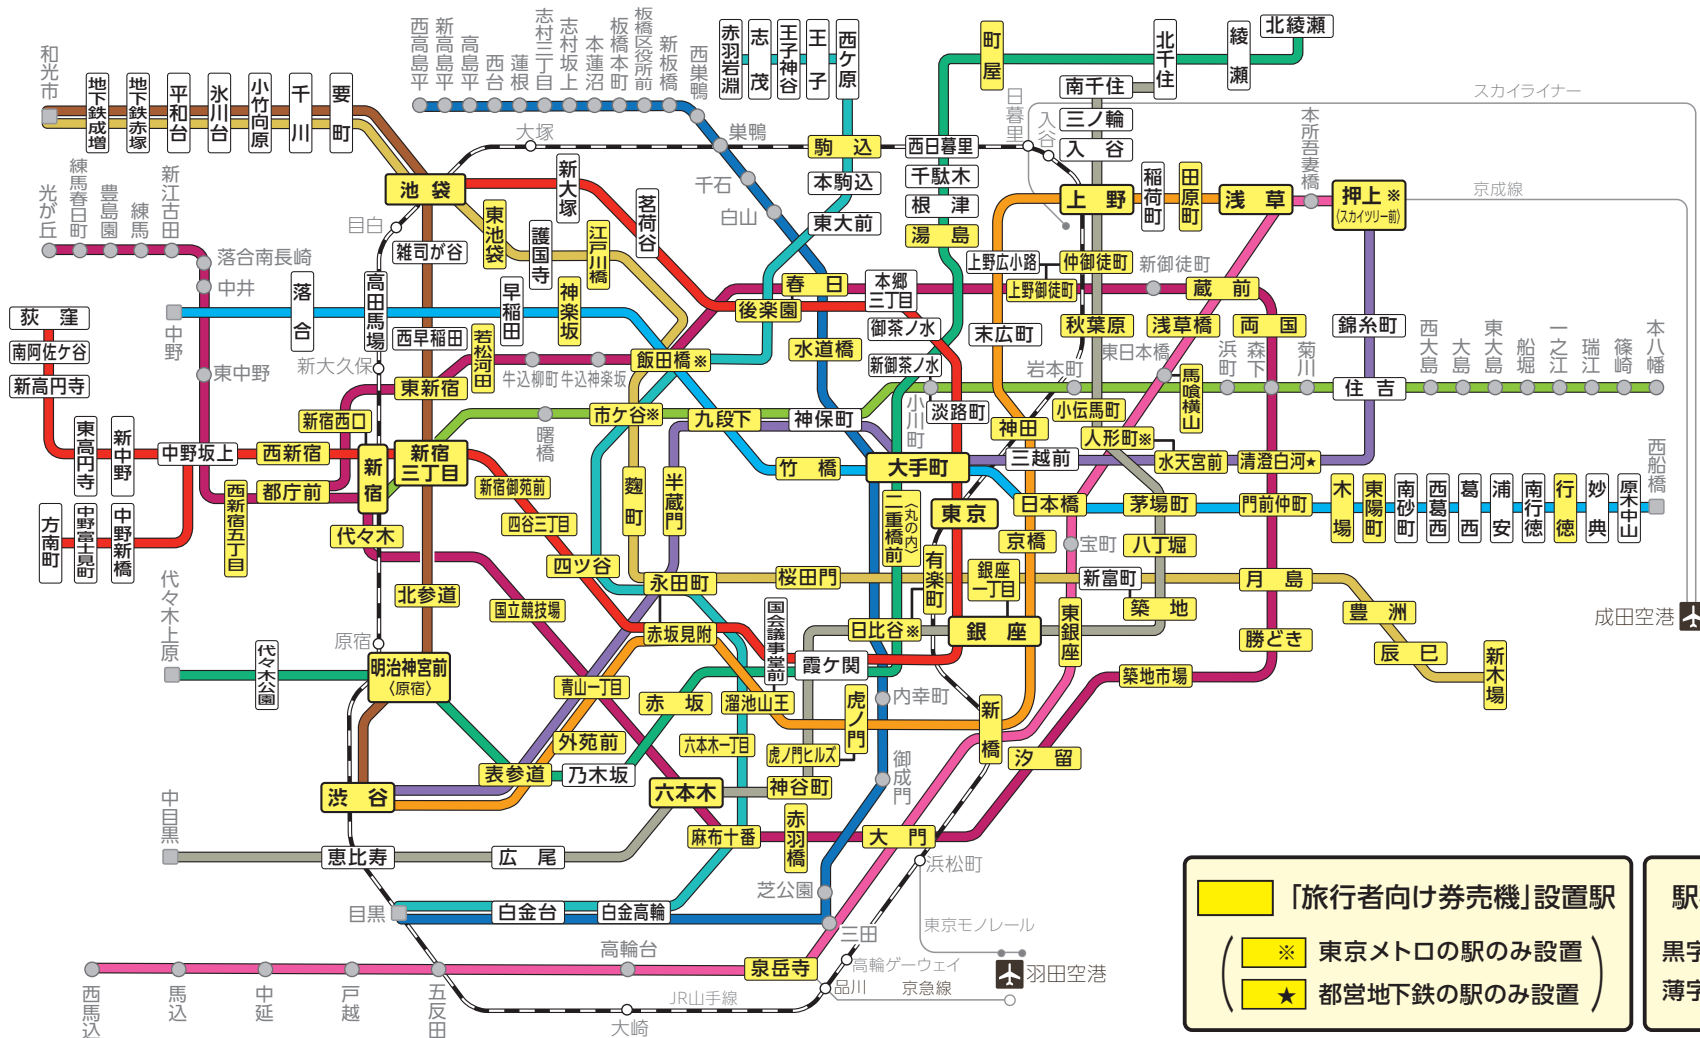 和光市
地下鉄成増
地下鉄赤塚
平和台
氷川台
小竹向原
千川
要町
西高島平
新高島平
高島平
西台
蓮根
志村三丁目
志村坂上
本蓮沼
板橋本町
板橋区役所前
新板橋
西巣鴨
赤羽岩淵
志茂
王子神谷
王子
西ケ原
町屋
北千住
綾瀬
北綾瀬
南千住
三ノ輪
入谷
日暮里
入谷
スカイライナー
大塚
巣鴨
駒込
西日暮里
本所吾妻橋
京成線
光が丘
練馬春日町
豊島園
練馬
新江古田
池袋
新大塚
茗荷谷
千石
白山
本駒込
東大前
千駄木
根津
湯島
上野
稲荷町
田原町
浅草
押上※
〈スカイツリー前〉
目白
東池袋
護国寺
江戸川橋
落合南長崎
中井
雑司が谷
上野広小路
仲御徒町
新御徒町
上野御徒町
蔵前
春日
後楽園
本郷三丁目
御茶ノ水
新御茶ノ水
末広町
秋葉原
浅草橋
両国
錦糸町
荻窪
南阿佐ケ谷
新高円寺
中野
落合
高田馬場
西早稲田
早稲田
神楽坂
若松河田
牛込柳町
牛込神楽坂
飯田橋※
水道橋
東中野
新大久保
東新宿
新宿西口
岩本町
東日本橋
馬喰横山
浜町
森下
菊川
住吉
西大島
大島
東大島
船堀
一之江
瑞江
篠崎
本八幡
小川町
淡路町
神田
小伝馬町
人形町※
曙橋
市ケ谷※
九段下
神保町
東高円寺
新中野
中野坂上
西新宿
新宿
新宿三丁目
新宿御苑前
都庁前
西新宿五丁目
代々木
四谷三丁目
四ツ谷
麴町
半蔵門
竹橋
大手町
三越前
水天宮前
清澄白河★
西船橋
方南町
中野富士見町
中野新橋
二重橋前
〈丸の内〉
東京
日本橋
茅場町
門前仲町
木場
東陽町
南砂町
西葛西
葛西
浦安
南行徳
行徳
妙典
原木中山
京橋
宝町
八丁堀
有楽町
銀座一丁目
新富町
月島
豊洲
辰巳
新木場
成田空港
永田町
桜田門
代々木上原
北参道
国立競技場
赤坂見附
国会議事堂前
日比谷※
銀座
東銀座
築地
勝どき
築地市場
原宿
代々木公園
明治神宮前
〈原宿〉
青山一丁目
赤坂
溜池山王
霞ケ関
虎ノ門
内幸町
新橋
汐留
外苑前
表参道
乃木坂
六本木一丁目
虎ノ門ヒルズ
神谷町
御成門
渋谷
六本木
中目黒
恵比寿
広尾
麻布十番
赤羽橋
大門
浜松町
芝公園
目黒
白金台
白金高輪
三田
東京モノレール
高輪台
泉岳寺
高輪ゲーウェイ
羽田空港
品川
京急線
西馬込
馬込
中延
戸越
五反田
JR山手線
大崎
「旅行者向け券売機」設置駅
※ 東京メトロの駅のみ設置
★ 都営地下鉄の駅のみ設置
駅
黒字
薄字